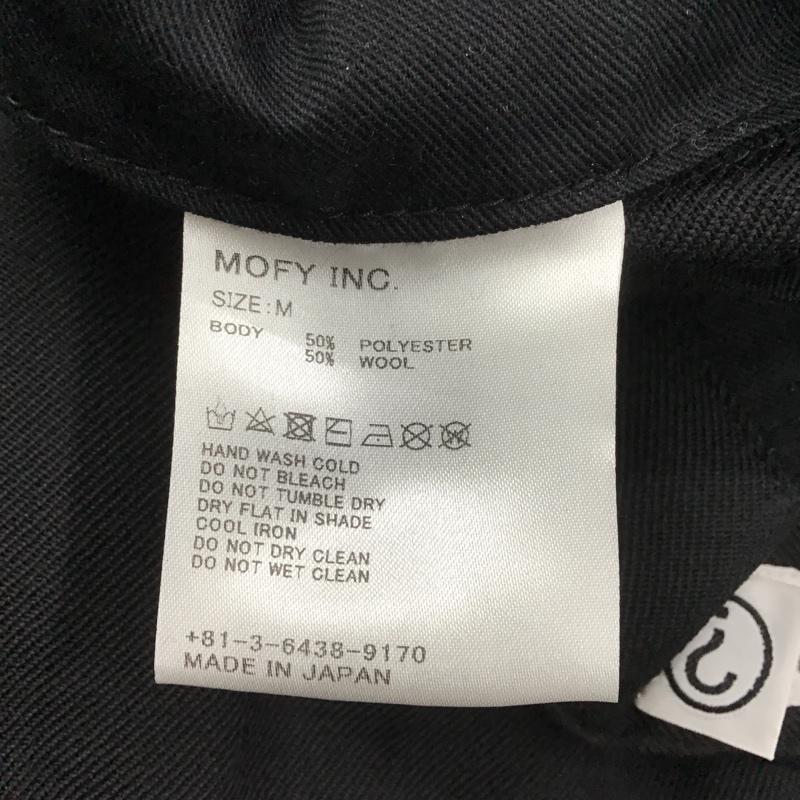 MOFY INC.
SIZE:M
BODY 50% POLYESTER
50% WOOL
HAND WASH COLD
DO NOT BLEACH
DO NOT TUMBLE DRY
DRY FLAT IN SHADE
COOL IRON
DO NOT DRY CLEAN
DO NOT WET CLEAN
+81-3-6438-9170
MADE IN JAPAN